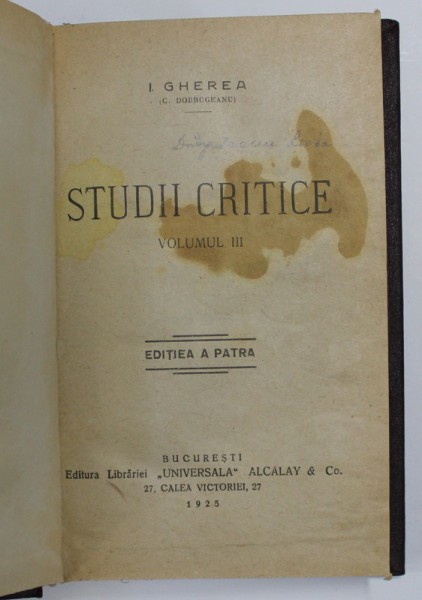 I. GHEREA
(C. DOBROGEANU)
STUDII CRITICE
VOLUMUL III
EDIȚIEA A PATRA
BUCUREȘTI
Editura Librăriei „UNIVERSALA“ ALCALAY & Co.
27, CALEA VICTORIEI, 27
1925